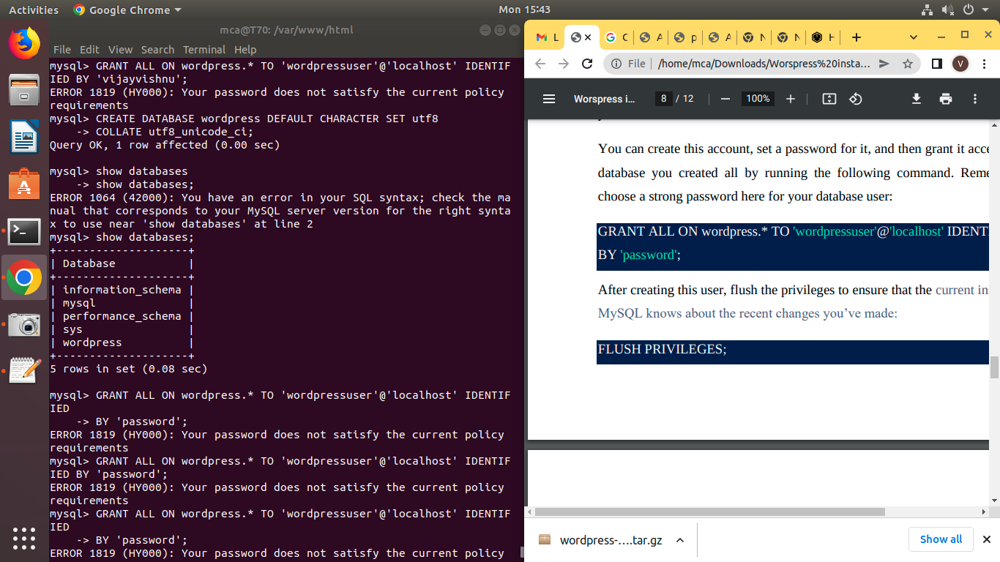 Activities
Google Chrome
Mon 15:43
mca@T70: /var/www/html
File Edit View Search Terminal Help
mysql> GRANT ALL ON wordpress.* TO 'wordpressuser'@'localhost' IDENTIF
IED BY 'vijayvishnu';
ERROR 1819 (HY000): Your password does not satisfy the current policy
requirements
mysql> CREATE DATABASE wordpress DEFAULT CHARACTER SET utf8
    -> COLLATE utf8_unicode_ci;
Query OK, 1 row affected (0.00 sec)
mysql> show databases
    -> show databases;
ERROR 1064 (42000): You have an error in your SQL syntax; check the ma
nual that corresponds to your MySQL server version for the right synta
x to use near 'show databases' at line 2
mysql> show databases;
+--------------------+
| Database           |
+--------------------+
| information_schema |
| mysql              |
| performance_schema |
| sys                |
| wordpress          |
+--------------------+
5 rows in set (0.08 sec)
mysql> GRANT ALL ON wordpress.* TO 'wordpressuser'@'localhost' IDENTIF
IED
    -> BY 'password';
ERROR 1819 (HY000): Your password does not satisfy the current policy
requirements
mysql> GRANT ALL ON wordpress.* TO 'wordpressuser'@'localhost' IDENTIF
IED BY 'password';
ERROR 1819 (HY000): Your password does not satisfy the current policy
requirements
mysql> GRANT ALL ON wordpress.* TO 'wordpressuser'@'localhost' IDENTIF
IED
    -> BY 'password';
ERROR 1819 (HY000): Your password does not satisfy the current policy
File /home/mca/Downloads/Worspress%20insta...
V
Worspress i... 8 / 12 100%
You can create this account, set a password for it, and then grant it acce
database you created all by running the following command. Reme
choose a strong password here for your database user:
GRANT ALL ON wordpress.* TO 'wordpressuser'@'localhost' IDENTI
BY 'password';
After creating this user, flush the privileges to ensure that the current in
MySQL knows about the recent changes you’ve made:
FLUSH PRIVILEGES;
wordpress-....tar.gz
Show all